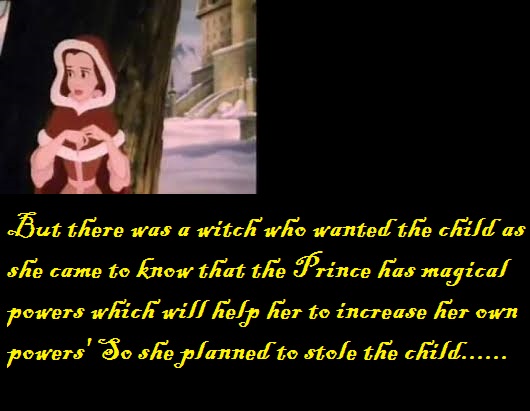 But there was a witch who wanted the child as
she came to know that the Prince has magical
powers which will help her to increase her own
powers' So she planned to stole the child......